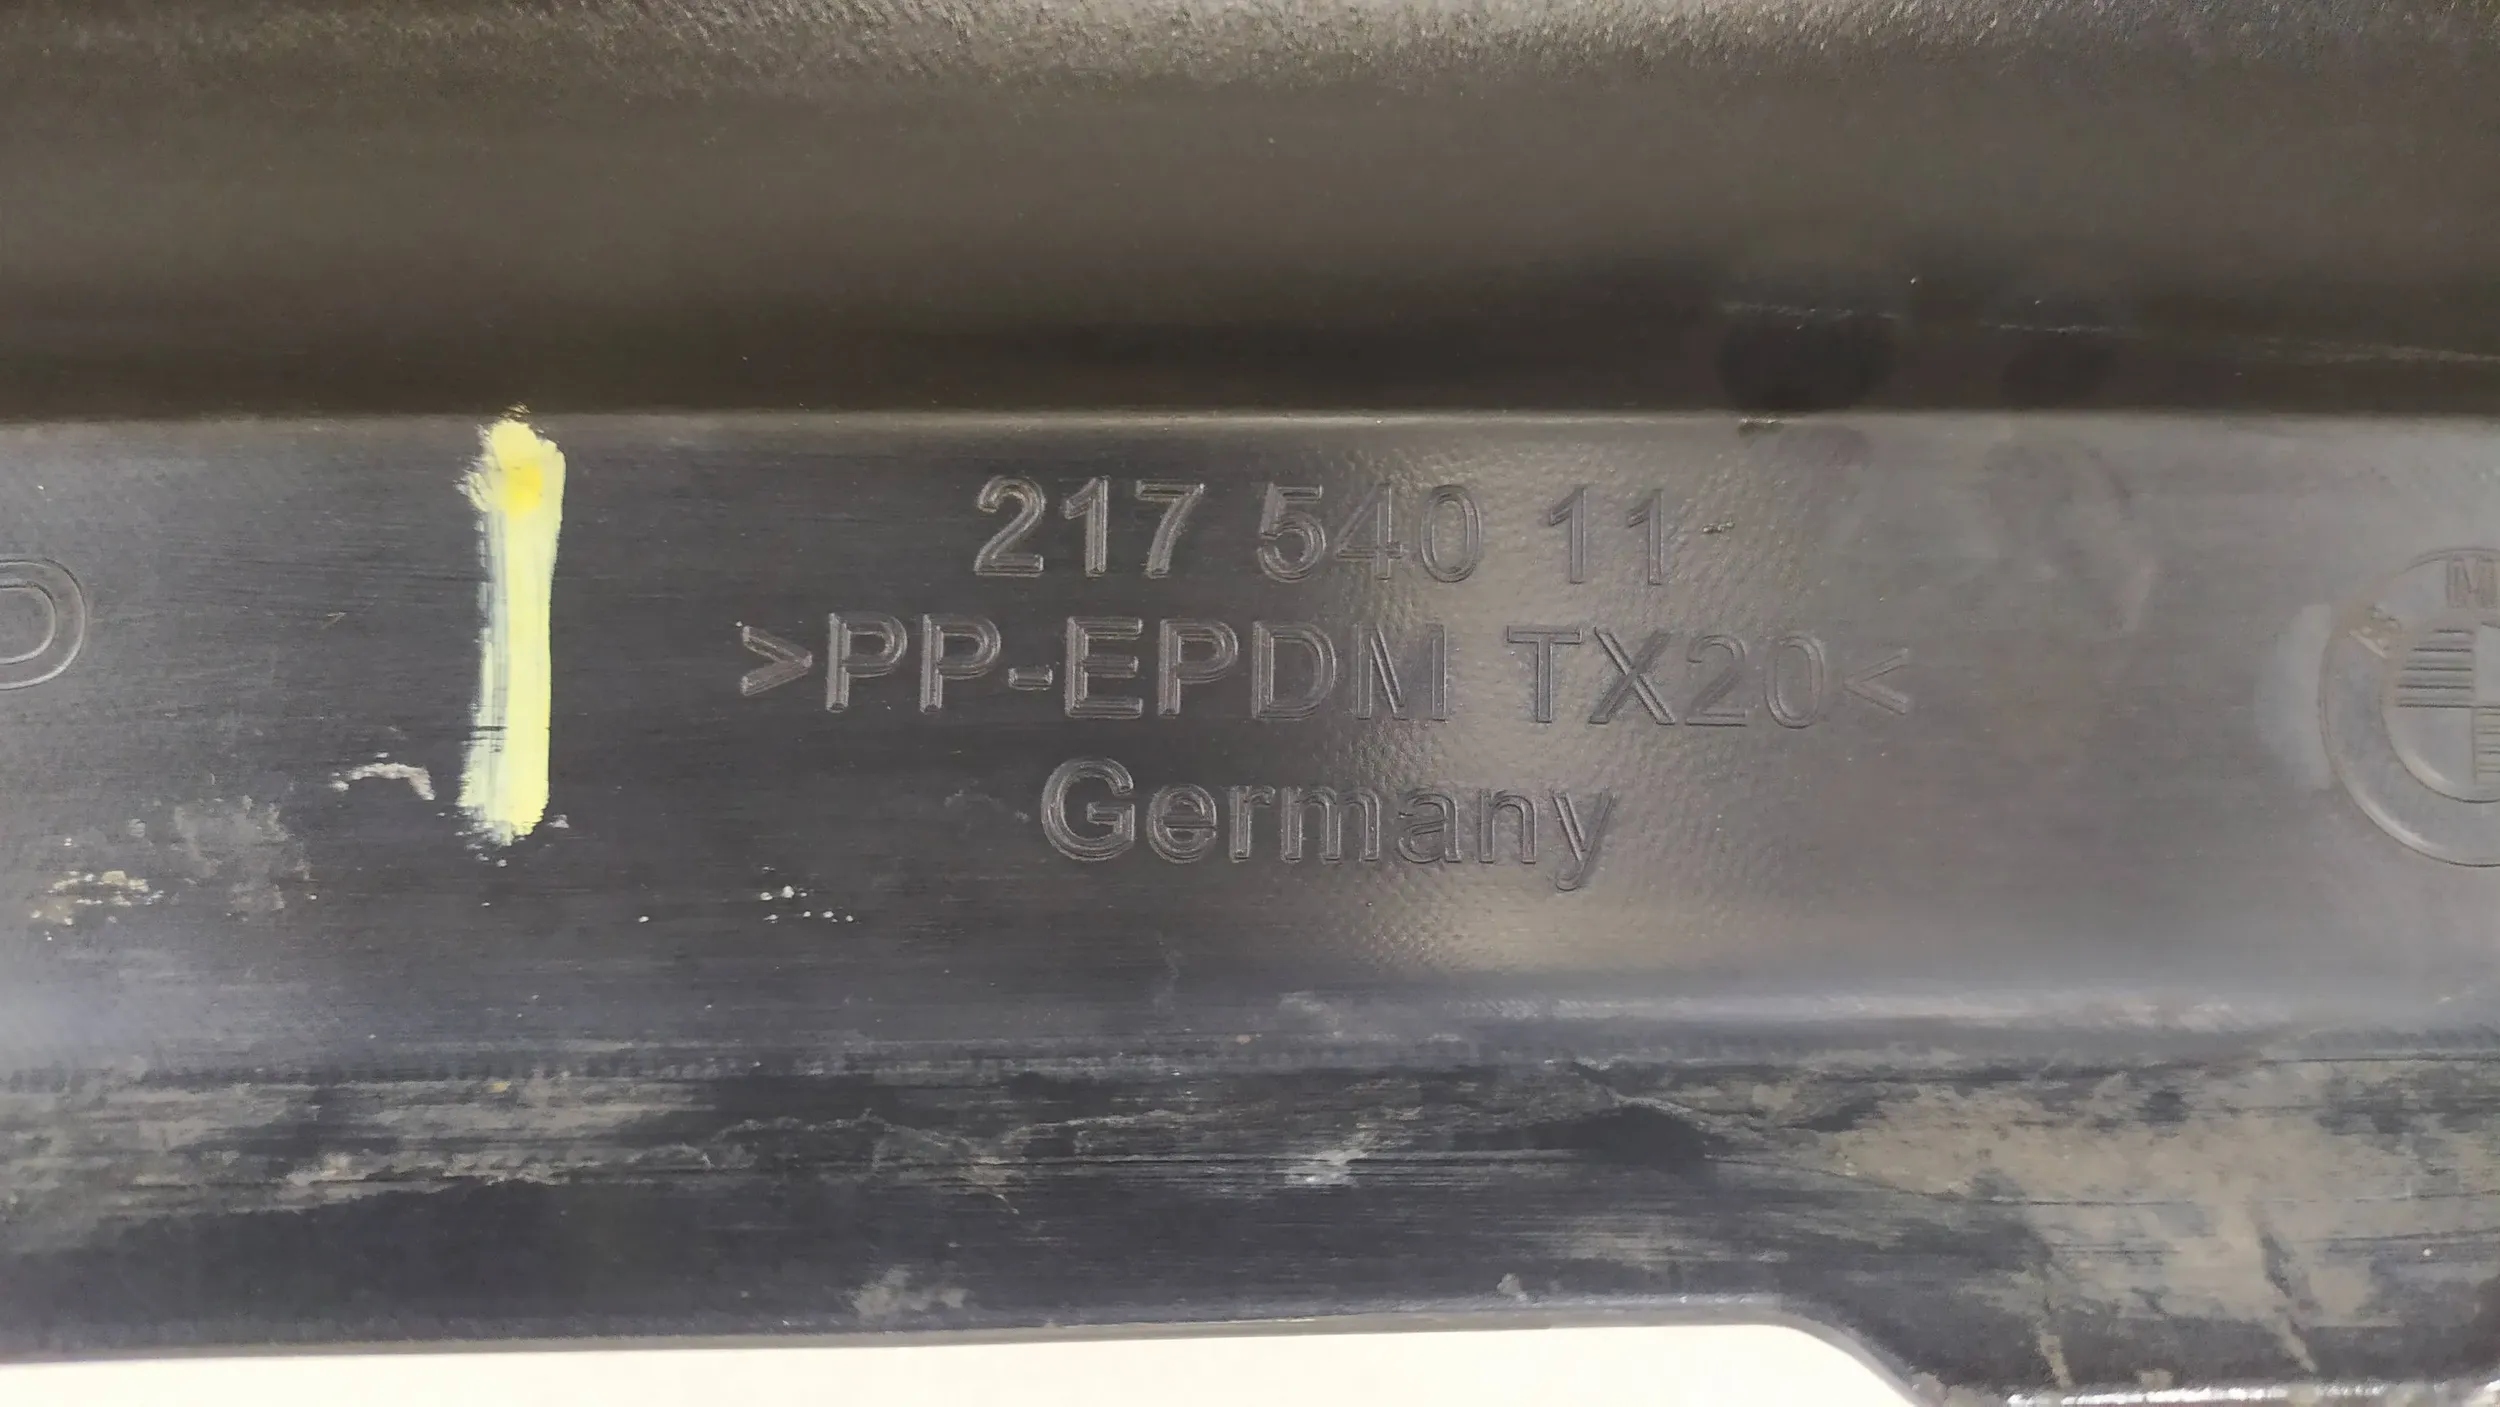 217 540 11
>PP-EPDM TX20<
Germany